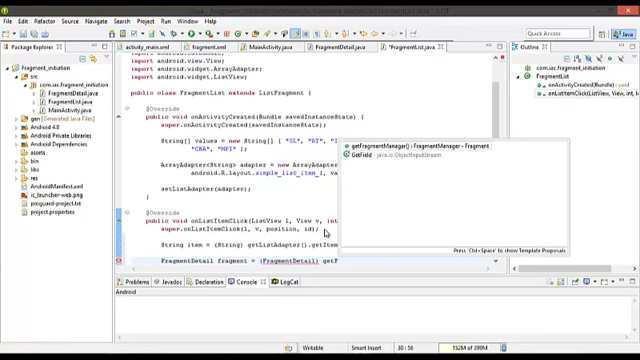 File Edit Refactor Source Navigate Search Project Run Window Help
Quick Access
Java
Package Explorer
activity_main.xml
fragment.xml
MainActivity.java
FragmentDetail.java
*FragmentList.java
Outline
Fragment_initiation
src
com.iac.fragment_initiation
FragmentDetail.java
FragmentList.java
MainActivity.java
gen [Generated Java Files]
Android 4.0
Android Private Libraries
Android Dependencies
assets
bin
libs
res
AndroidManifest.xml
ic_launcher-web.png
proguard-project.txt
project.properties
import android.view.View;
import android.widget.ArrayAdapter;
import android.widget.ListView;
public class FragmentList extends ListFragment {
@Override
public void onActivityCreated(Bundle savedInstanceState) {
super.onActivityCreated(savedInstanceState);
String[] values = new String[] { "GL", "RT", "I
"CHA", "MPI" };
ArrayAdapter<String> adapter = new ArrayAdapter
android.R.layout.simple_list_item_1, va
setListAdapter(adapter);
}
@Override
public void onListItemClick(ListView l, View v, int
super.onListItemClick(l, v, position, id);
String item = (String) getListAdapter().getItem
FragmentDetail fragment = (FragmentDetail) getF
getFragmentManager() : FragmentManager - Fragment
GetField - java.io.ObjectInputStream
Press 'Ctrl+Space' to show Template Proposals
com.iac.fragment_initiation
FragmentList
onActivityCreated(Bundle) : void
onListItemClick(ListView, View, int, l
Problems
Javadoc
Declaration
Console
LogCat
Android
Writable
Smart Insert
30 : 56
152M of 399M